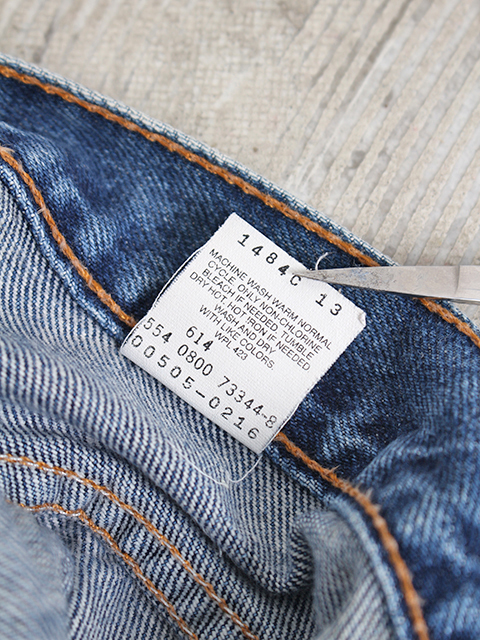 1484C 13
MACHINE WASH WARM, NORMAL
CYCLE. ONLY NON-CHLORINE
BLEACH IF NEEDED. TUMBLE
DRY HOT, HOT IRON IF NEEDED
WASH AND DRY
WITH LIKE COLORS.
WPL 423
614
554 0800 73344-8
00505-0216